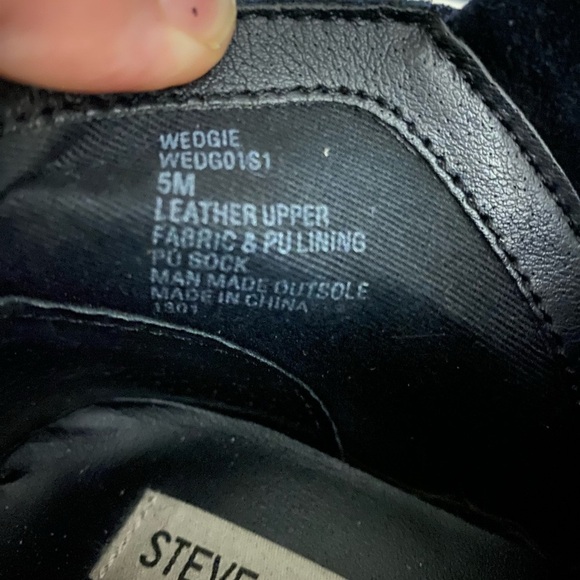 WEDGIE
WEDG01S1
5M
LEATHER UPPER
FABRIC & PU LINING
PU SOCK
MAN MADE OUTSOLE
MADE IN CHINA
1301
STEVE